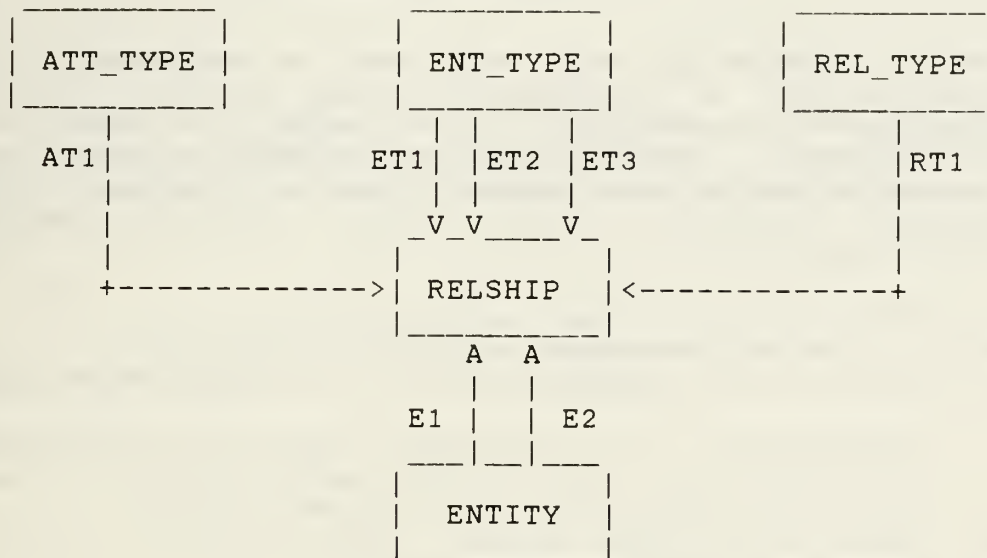 ATT_TYPE ENT_TYPE REL_TYPE
AT1 ET1 ET2 ET3 RT1
V V V
RELSHIP
A A
E1 E2
ENTITY